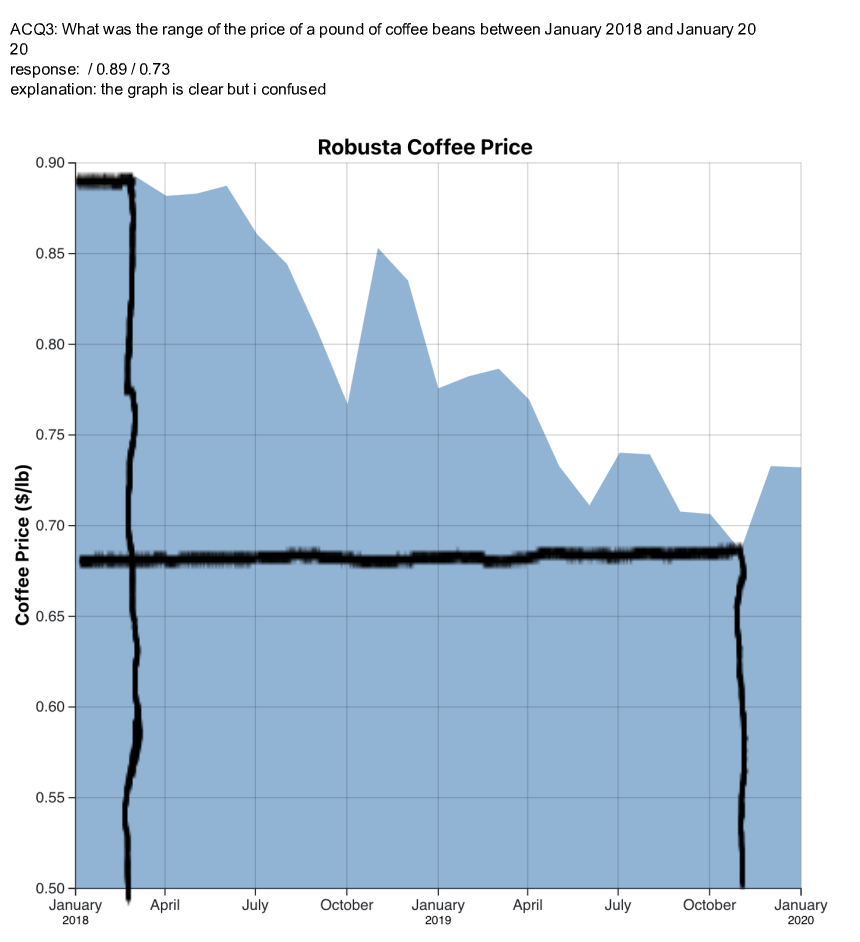 ACQ3: What was the range of the price of a pound of coffee beans between January 2018 and January 20
20
response:  / 0.89 / 0.73
explanation: the graph is clear but i confused
Robusta Coffee Price
0.90
0.85
0.80
0.75
0.70
0.65
0.60
0.55
0.50
Coffee Price ($/lb)
January April July October January April July October January
2018 2019 2020